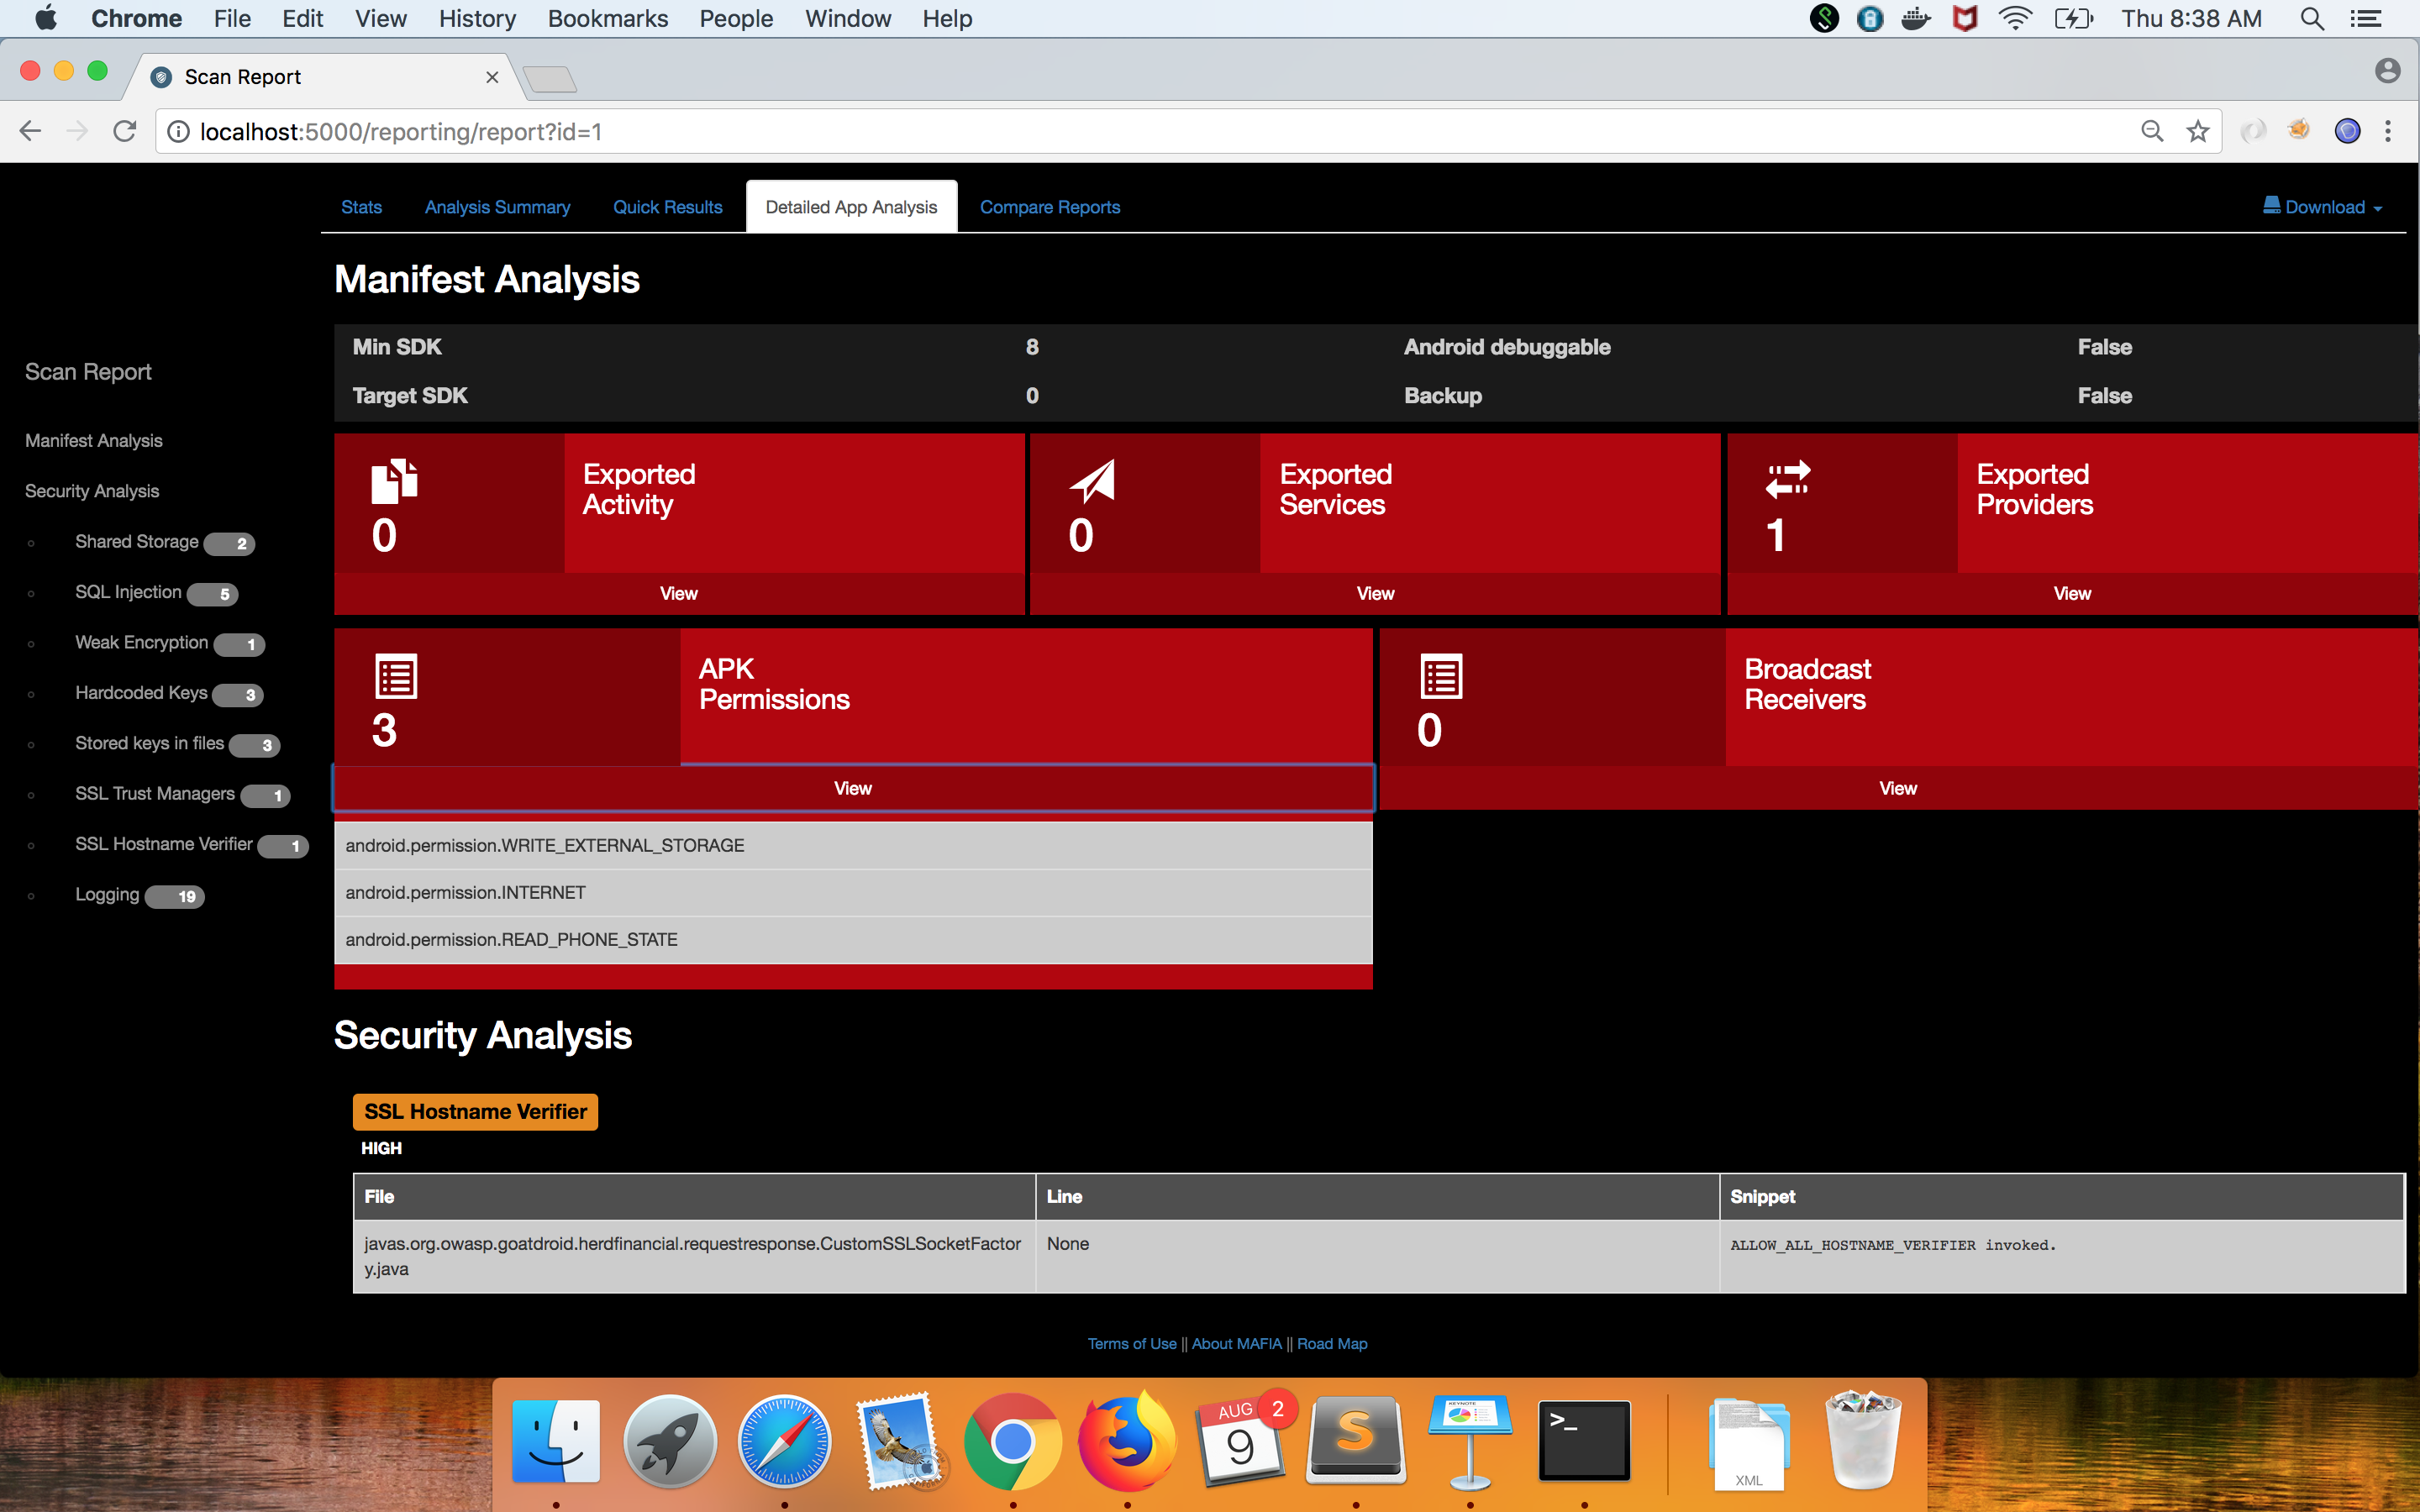 Chrome File Edit View History Bookmarks People Window Help Thu 8:38 AM
Scan Report
localhost:5000/reporting/report?id=1
Stats Analysis Summary Quick Results Detailed App Analysis Compare Reports Download
Manifest Analysis
Min SDK 8 Android debuggable False
Target SDK 0 Backup False
Scan Report
Manifest Analysis
Security Analysis
Shared Storage 2
SQL Injection 5
Weak Encryption 1
Hardcoded Keys 3
Stored keys in files 3
SSL Trust Managers 1
SSL Hostname Verifier 1
Logging 19
Exported
Activity
0
View
Exported
Services
0
View
Exported
Providers
1
View
APK
Permissions
3
View
Broadcast
Receivers
0
View
android.permission.WRITE_EXTERNAL_STORAGE
android.permission.INTERNET
android.permission.READ_PHONE_STATE
Security Analysis
SSL Hostname Verifier
HIGH
File Line Snippet
javas.org.owasp.goatdroid.herdfinancial.requestresponse.CustomSSLSocketFactor None ALLOW_ALL_HOSTNAME_VERIFIER invoked.
y.java
Terms of Use || About MAFIA || Road Map
AUG 2
9
KEYNOTE
>_
XML